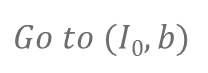 Go to (I₀, b)